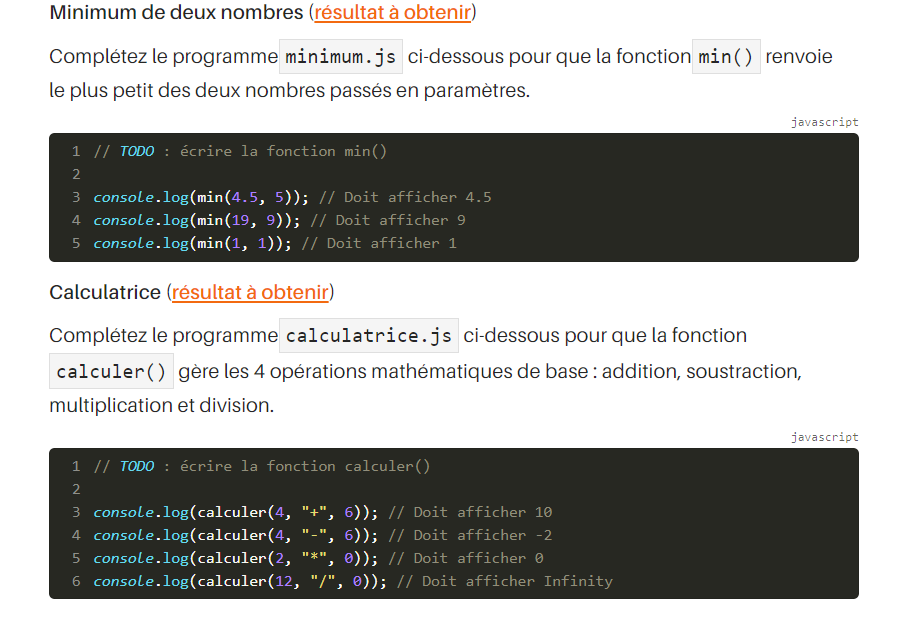 Minimum de deux nombres (résultat à obtenir)
Complétez le programme minimum.js ci-dessous pour que la fonction min() renvoie
le plus petit des deux nombres passés en paramètres.
javascript
1 // TODO : écrire la fonction min()
2
3 console.log(min(4.5, 5)); // Doit afficher 4.5
4 console.log(min(19, 9)); // Doit afficher 9
5 console.log(min(1, 1)); // Doit afficher 1
Calculatrice (résultat à obtenir)
Complétez le programme calculatrice.js ci-dessous pour que la fonction
calculer() gère les 4 opérations mathématiques de base : addition, soustraction,
multiplication et division.
javascript
1 // TODO : écrire la fonction calculer()
2
3 console.log(calculer(4, "+", 6)); // Doit afficher 10
4 console.log(calculer(4, "-", 6)); // Doit afficher -2
5 console.log(calculer(2, "*", 0)); // Doit afficher 0
6 console.log(calculer(12, "/", 0)); // Doit afficher Infinity